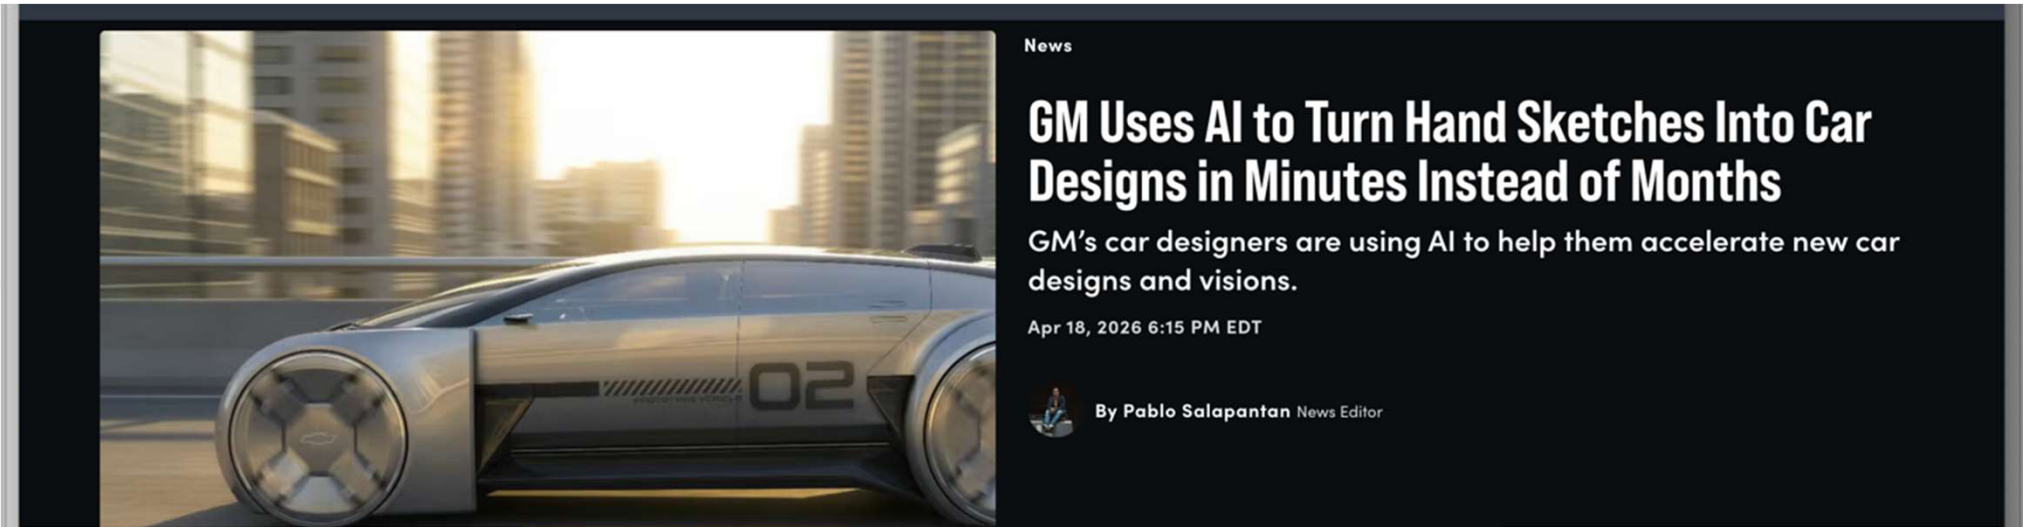 News
GM Uses AI to Turn Hand Sketches Into Car
Designs in Minutes Instead of Months
GM’s car designers are using AI to help them accelerate new car
designs and visions.
Apr 18, 2026 6:15 PM EDT
By Pablo Salapantan News Editor
02